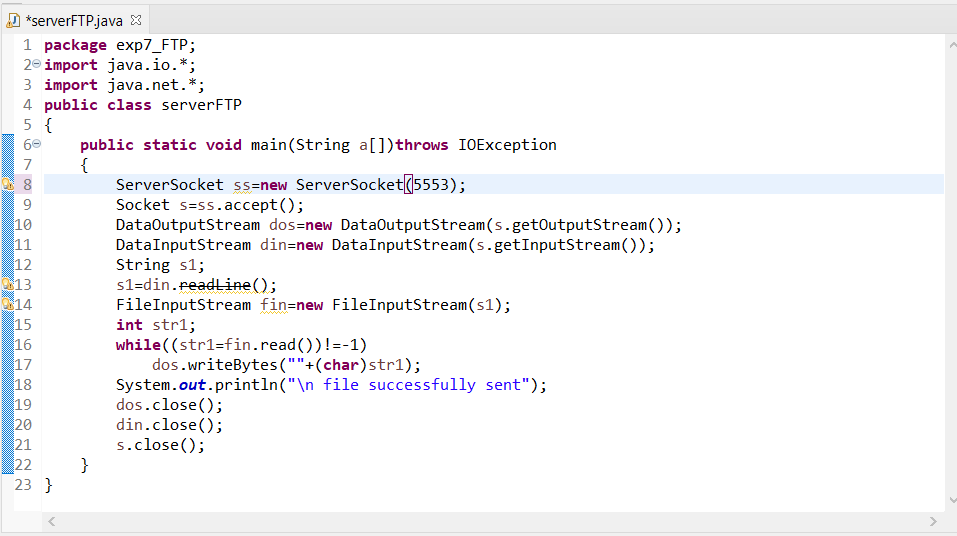 *serverFTP.java
1 package exp7_FTP;
2 import java.io.*;
3 import java.net.*;
4 public class serverFTP
5 {
6 public static void main(String a[])throws IOException
7 {
8 ServerSocket ss=new ServerSocket(5553);
9 Socket s=ss.accept();
10 DataOutputStream dos=new DataOutputStream(s.getOutputStream());
11 DataInputStream din=new DataInputStream(s.getInputStream());
12 String s1;
13 s1=din.readLine();
14 FileInputStream fin=new FileInputStream(s1);
15 int str1;
16 while((str1=fin.read())!=-1)
17 dos.writeBytes(""+(char)str1);
18 System.out.println("\n file successfully sent");
19 dos.close();
20 din.close();
21 s.close();
22 }
23 }